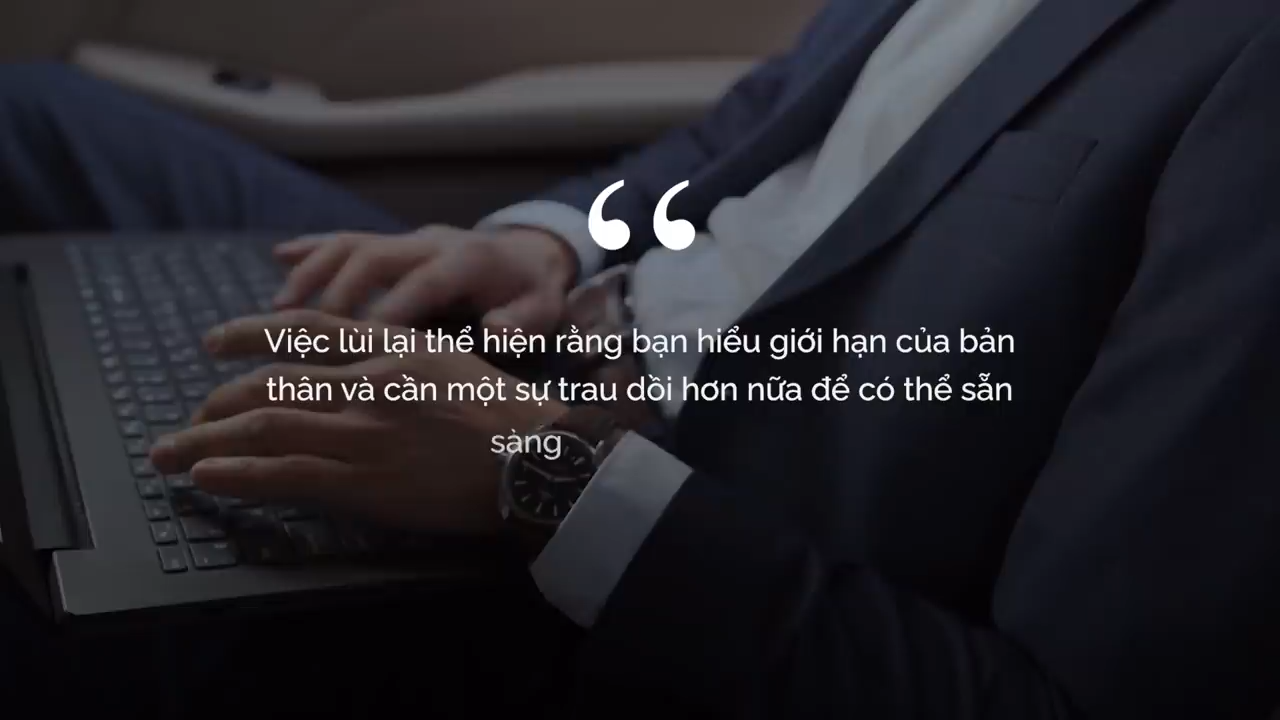 “
Việc lùi lại thể hiện rằng bạn hiểu giới hạn của bản
thân và cần một sự trau dồi hơn nữa để có thể sẵn
sàng